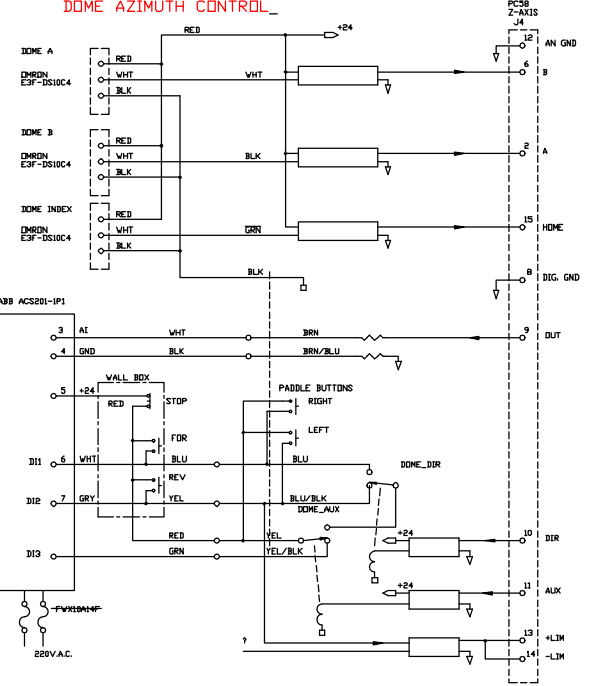 DOME AZIMUTH CONTROL_
PC58
Z-AXIS
J4
RED
+24
12
AN GND
DOME A
RED
6
B
OMRON
E3F-DS10C4
WHT
WHT
BLK
DOME B
RED
2
A
OMRON
E3F-DS10C4
WHT
BLK
BLK
DOME INDEX
RED
15
HOME
OMRON
E3F-DS10C4
WHT
GRN
BLK
BLK
8
DIG. GND
ABB ACS201-1P1
3
AI
WHT
BRN
9
OUT
4
GND
BLK
BRN/BLU
WALL BOX
5
+24
RED
STOP
PADDLE BUTTONS
RIGHT
LEFT
FOR
DI1
6
WHT
BLU
BLU
DOME_DIR
REV
DI2
7
GRY
YEL
BLU/BLK
DOME_AUX
RED
YEL
+24
10
DIR
DI3
GRN
YEL/BLK
+24
11
AUX
FWX10A14F
?
13
+LIM
14
-LIM
220V.A.C.